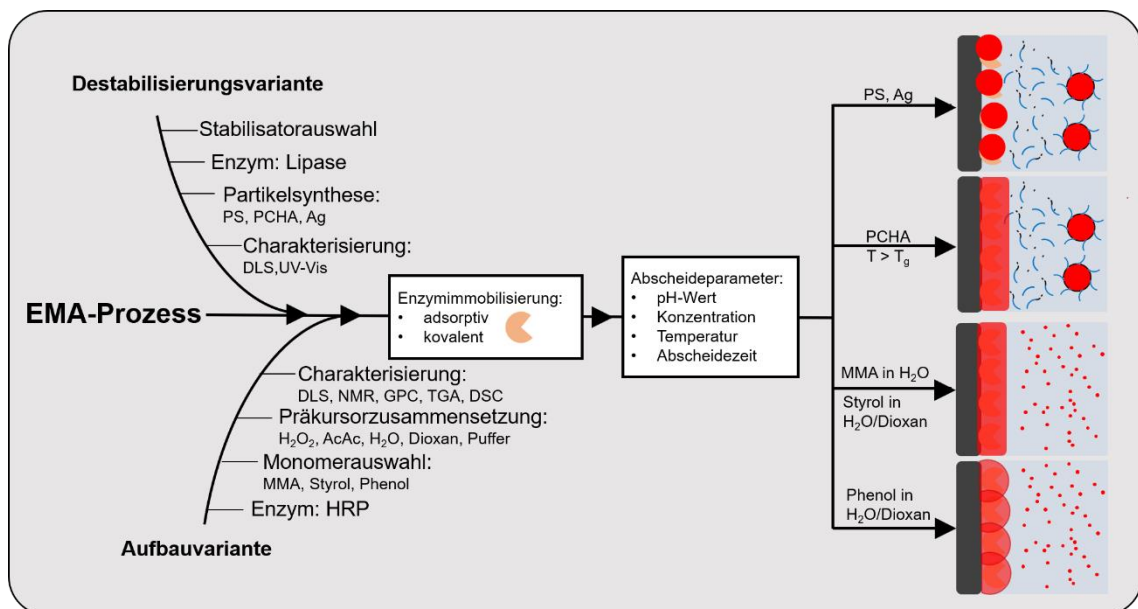 Destabilisierungsvariante
Stabilisatorauswahl
Enzym: Lipase
Partikelsynthese:
PS, PCHA, Ag
Charakterisierung:
DLS,UV-Vis
EMA-Prozess
Enzymimmobilisierung:
• adsorptiv
• kovalent
Abscheideparameter:
• pH-Wert
• Konzentration
• Temperatur
• Abscheidezeit
Charakterisierung:
DLS, NMR, GPC, TGA, DSC
Präkursorzusammensetzung:
H₂O₂, AcAc, H₂O, Dioxan, Puffer
Monomerauswahl:
MMA, Styrol, Phenol
Enzym: HRP
Aufbauvariante
PS, Ag
PCHA
T > Tg
MMA in H₂O
Styrol in
H₂O/Dioxan
Phenol in
H₂O/Dioxan